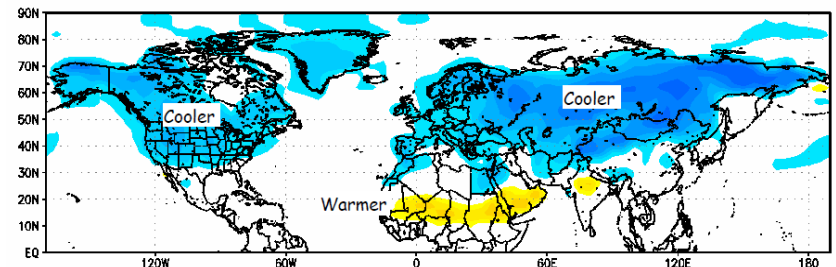 90N
80N
70N
60N
50N
40N
30N
20N
10N
EQ
Cooler
Cooler
Warmer
120W
60W
0
60E
120E
180